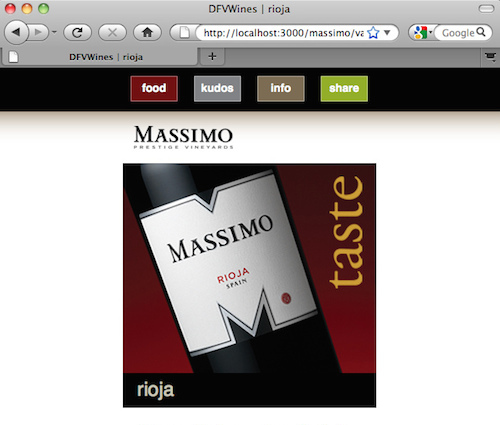 DFVWines | rioja
http://localhost:3000/massimo/va
Google
DFVWines | rioja
food kudos info share
MASSIMO
PRESTIGE VINEYARDS
MASSIMO
RIOJA
SPAIN
taste
rioja